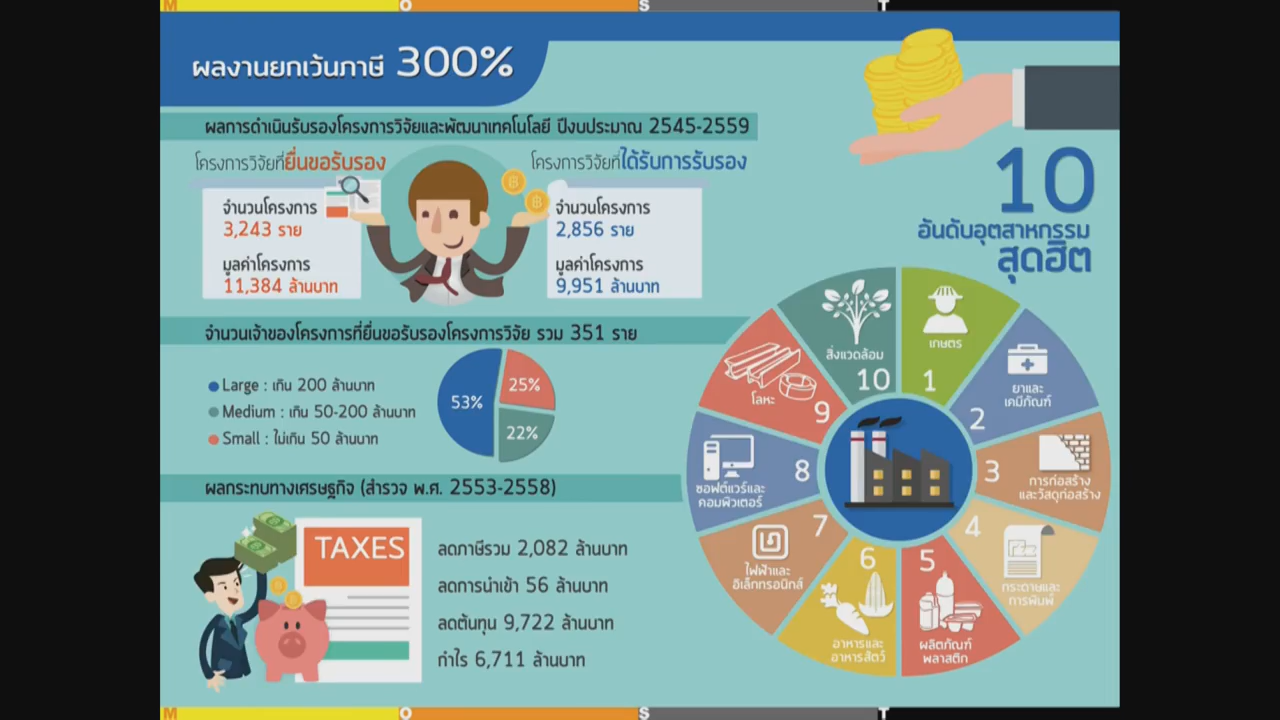 M O S T
ผลงานยกเว้นภาษี 300%
ผลการดำเนินรับรองโครงการวิจัยและพัฒนาเทคโนโลยี ปีงบประมาณ 2545-2559
โครงการวิจัยที่ยื่นขอรับรอง
จำนวนโครงการ
3,243 ราย
มูลค่าโครงการ
11,384 ล้านบาท
โครงการวิจัยที่ได้รับการรับรอง
จำนวนโครงการ
2,856 ราย
มูลค่าโครงการ
9,951 ล้านบาท
จำนวนเจ้าของโครงการที่ยื่นขอรับรองโครงการวิจัย รวม 351 ราย
Large : เกิน 200 ล้านบาท
Medium : เกิน 50-200 ล้านบาท
Small : ไม่เกิน 50 ล้านบาท
53%
25%
22%
ผลกระทบทางเศรษฐกิจ (สำรวจ พ.ศ. 2553-2558)
TAXES
ลดภาษีรวม 2,082 ล้านบาท
ลดการนำเข้า 56 ล้านบาท
ลดต้นทุน 9,722 ล้านบาท
กำไร 6,711 ล้านบาท
10
อันดับอุตสาหกรรม
สุดฮิต
เกษตร
1
ยาและ
เคมีภัณฑ์
2
3
การก่อสร้าง
และวัสดุก่อสร้าง
4
กระดาษและ
การพิมพ์
5
ผลิตภัณฑ์
พลาสติก
6
อาหารและ
อาหารสัตว์
7
ไฟฟ้าและ
อิเล็กทรอนิกส์
8
ซอฟต์แวร์และ
คอมพิวเตอร์
โลหะ
9
สิ่งแวดล้อม
10
M O S T